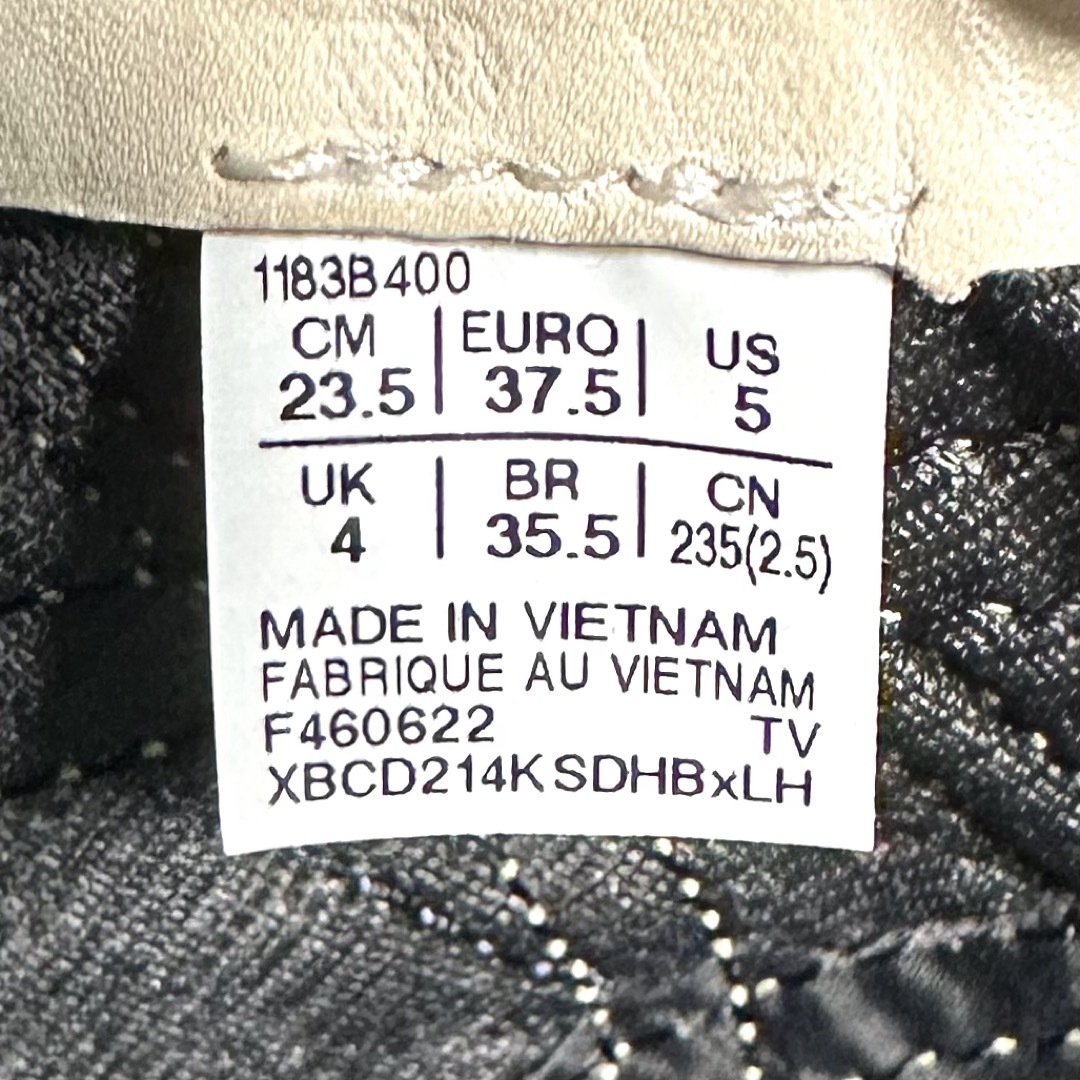 1183B400
CM | EURO | US
23.5 | 37.5 | 5
UK | BR | CN
4 | 35.5 | 235(2.5)
MADE IN VIETNAM
FABRIQUE AU VIETNAM
F460622 TV
XBCD214KSDHBxLH